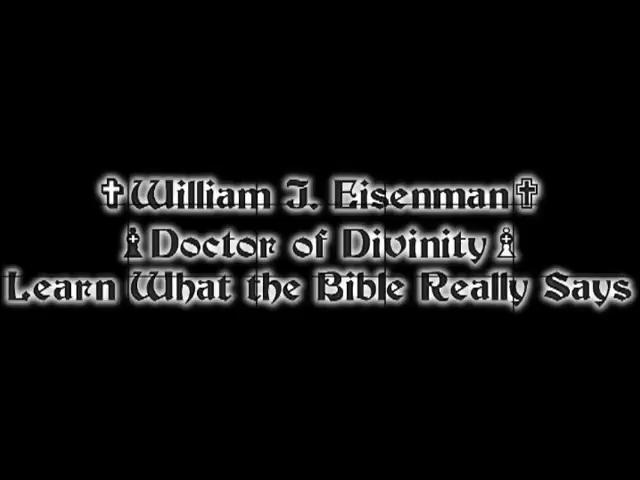 ✝William J. Eisenman✞
♝Doctor of Divinity♗
Learn What the Bible Really Says